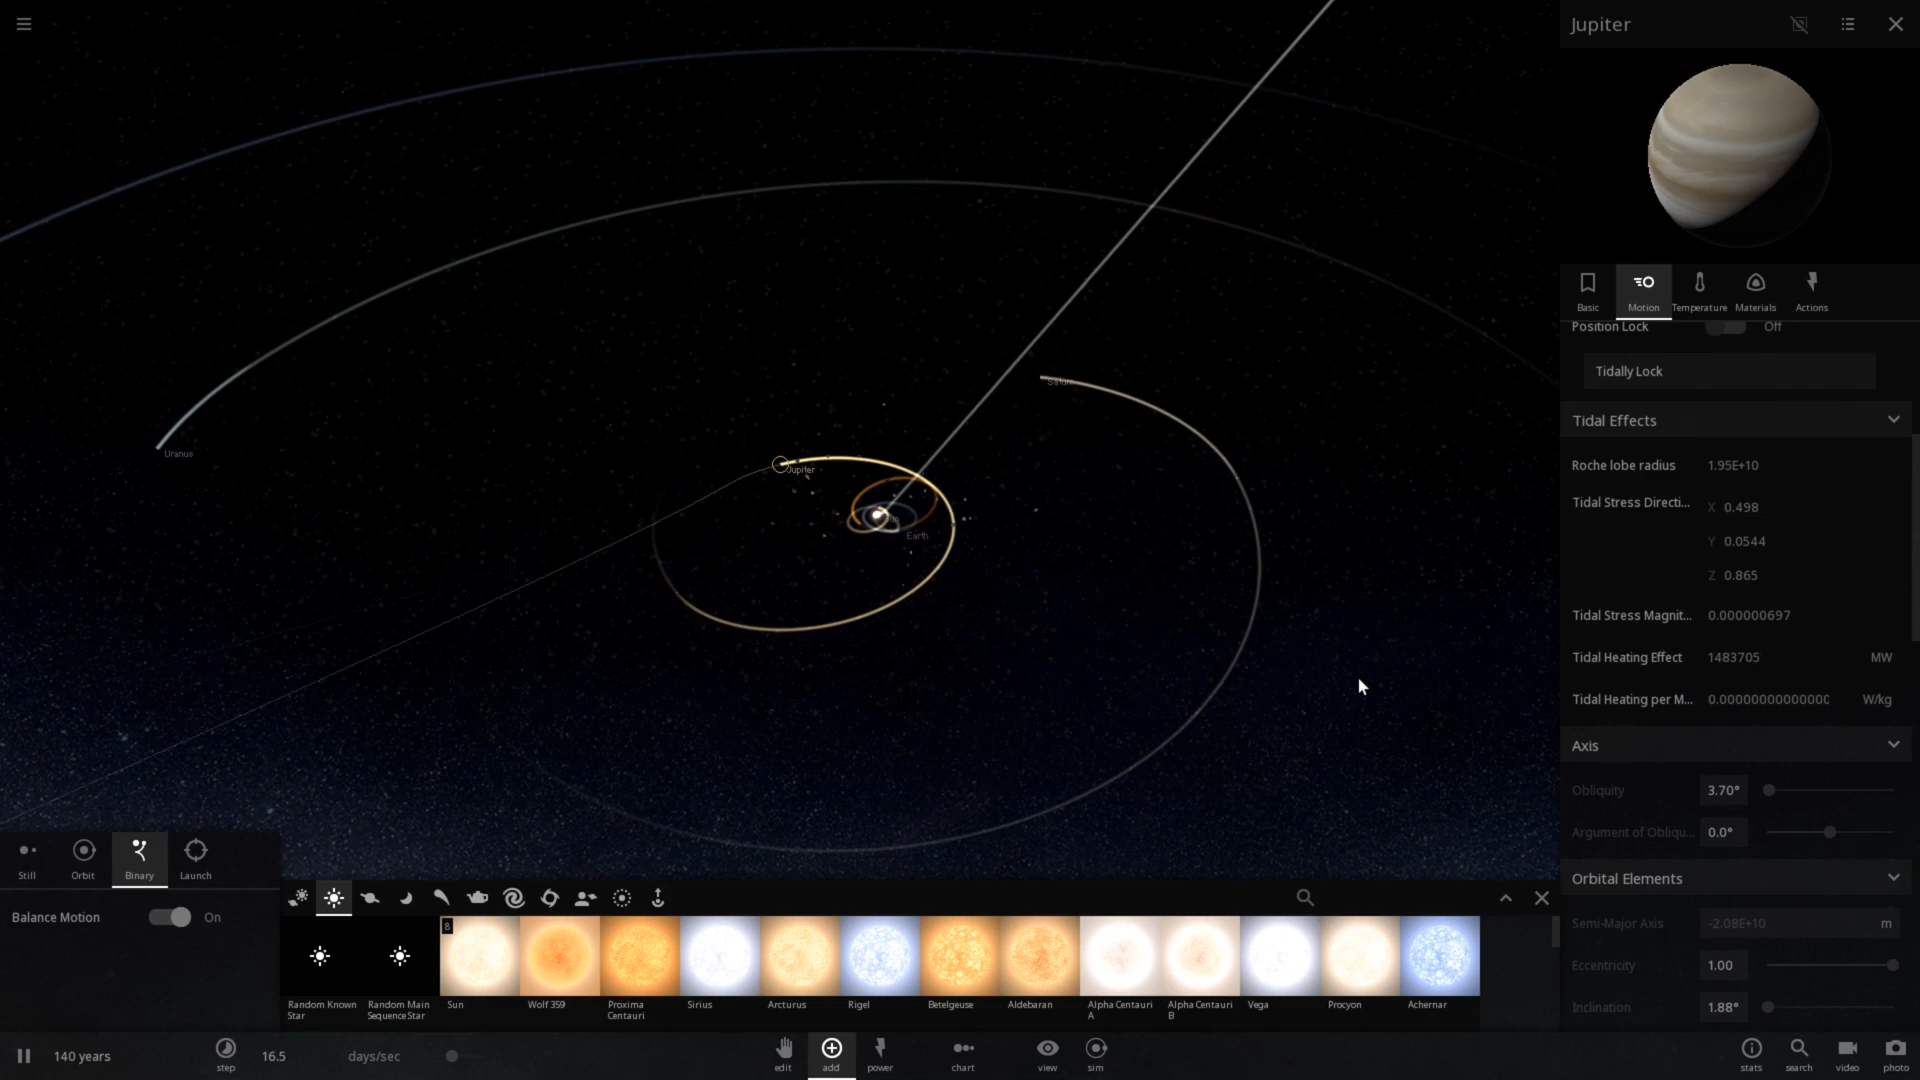 Jupiter
Basic
Motion
Temperature
Materials
Actions
Position Lock
Off
Tidally Lock
Tidal Effects
Roche lobe radius 1.95E+10
Tidal Stress Directi... X 0.498
Y 0.0544
Z 0.865
Tidal Stress Magnit... 0.000000697
Tidal Heating Effect 1483705 MW
Tidal Heating per M... 0.00000000000000 W/kg
Axis
Obliquity 3.70°
Argument of Obliqu... 0.0°
Orbital Elements
Semi-Major Axis -2.08E+10 m
Eccentricity 1.00
Inclination 1.88°
Uranus
Saturn
Jupiter
Earth
Still
Orbit
Binary
Launch
Balance Motion On
Random Known Star
Random Main Sequence Star
Sun
Wolf 359
Proxima Centauri
Sirius
Arcturus
Rigel
Betelgeuse
Aldebaran
Alpha Centauri A
Alpha Centauri B
Vega
Procyon
Achernar
140 years
step
16.5 days/sec
edit
add
power
chart
view
sim
stats
search
video
photo